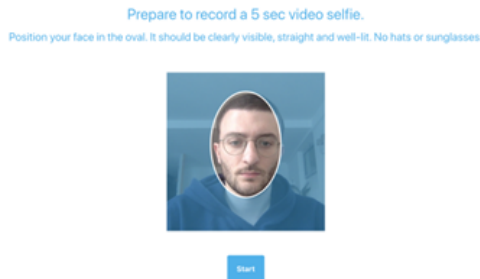 Prepare to record a 5 sec video selfie.
Position your face in the oval. It should be clearly visible, straight and well-lit. No hats or sunglasses
Start